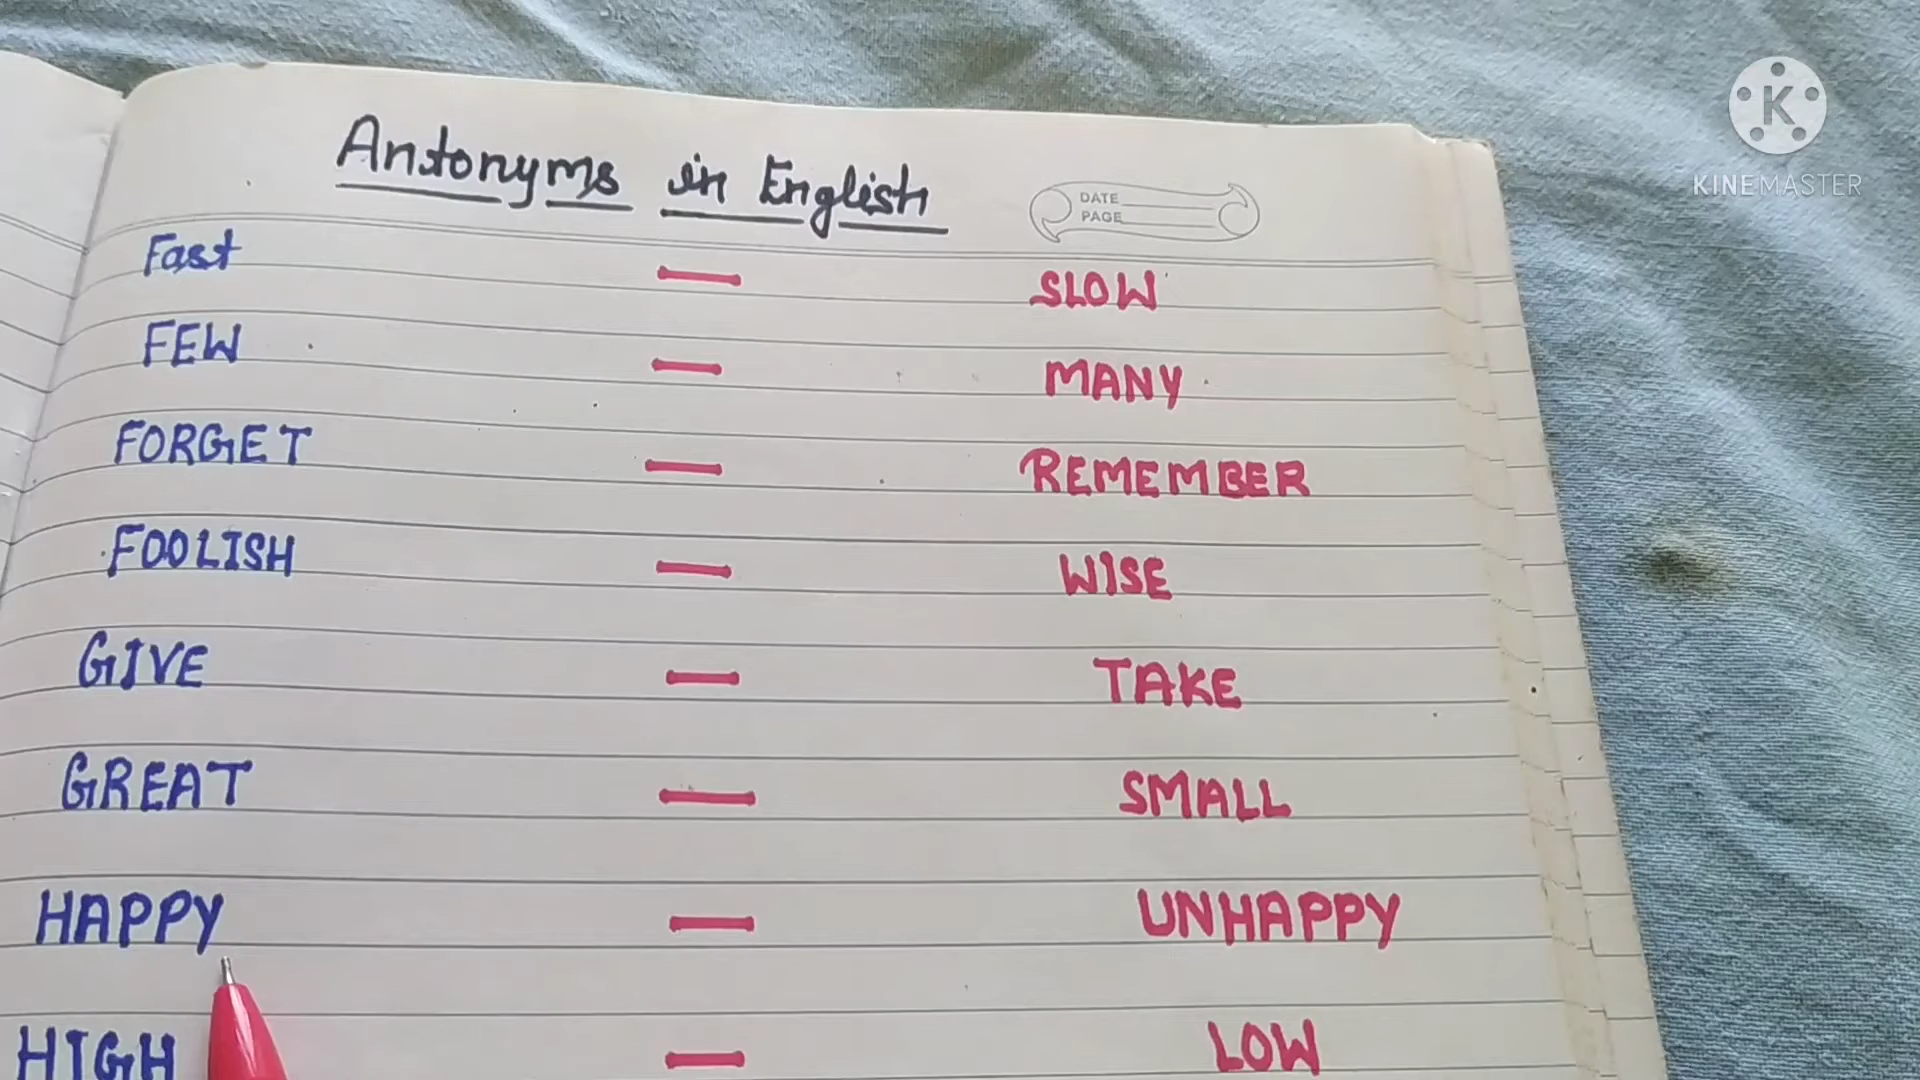 Antonyms in English
DATE
PAGE
KINEMASTER
Fast — SLOW
FEW — MANY
FORGET — REMEMBER
FOOLISH — WISE
GIVE — TAKE
GREAT — SMALL
HAPPY — UNHAPPY
HIGH — LOW